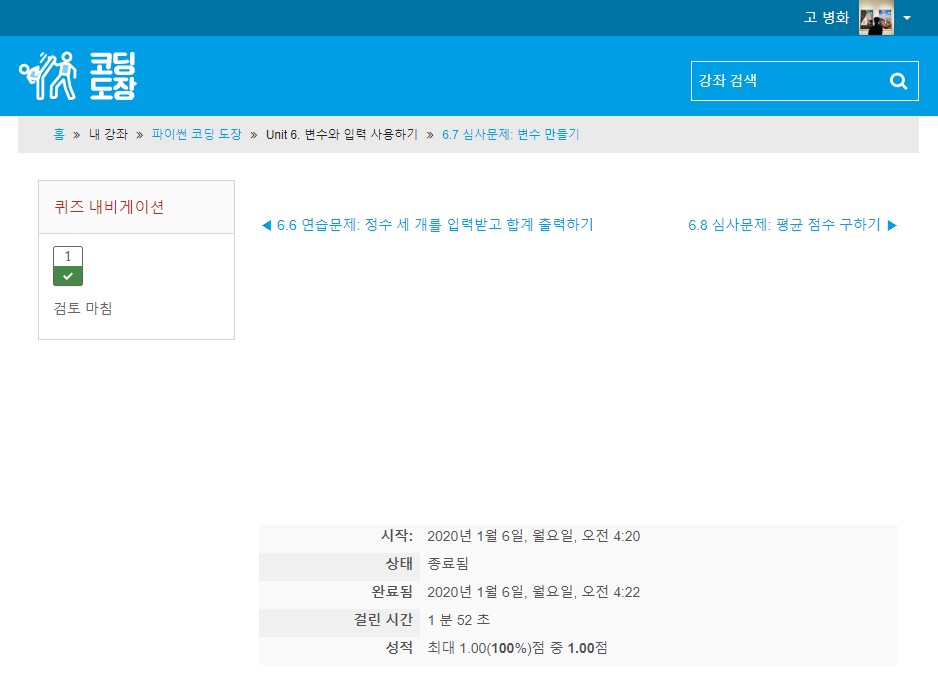 고 병화
코딩
도장
강좌 검색
홈 » 내 강좌 » 파이썬 코딩 도장 » Unit 6. 변수와 입력 사용하기 » 6.7 심사문제: 변수 만들기
퀴즈 내비게이션
1
검토 마침
◀ 6.6 연습문제: 정수 세 개를 입력받고 합계 출력하기
6.8 심사문제: 평균 점수 구하기 ▶
시작: 2020년 1월 6일, 월요일, 오전 4:20
상태 종료됨
완료됨 2020년 1월 6일, 월요일, 오전 4:22
걸린 시간 1 분 52 초
성적 최대 1.00(100%)점 중 1.00점